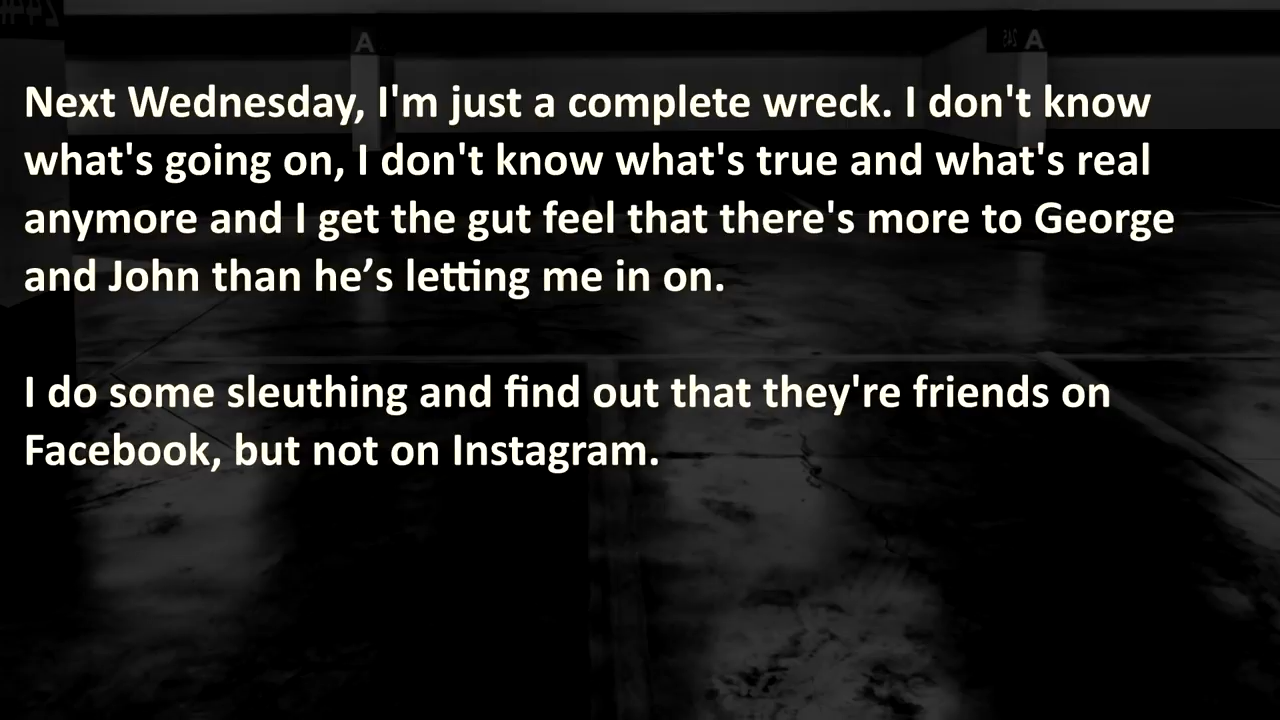 A
A
Next Wednesday, I'm just a complete wreck. I don't know
what's going on, I don't know what's true and what's real
anymore and I get the gut feel that there's more to George
and John than he’s letting me in on.
I do some sleuthing and find out that they're friends on
Facebook, but not on Instagram.